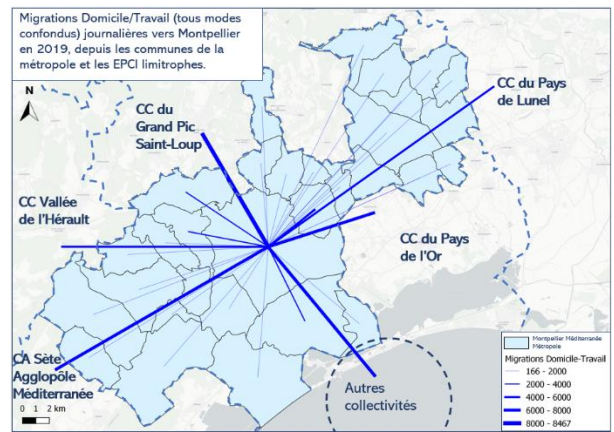 Migrations Domicile/Travail (tous modes
confondus) journalières vers Montpellier
en 2019, depuis les communes de la
métropole et les EPCI limitrophes.
N
CC du
Grand Pic
Saint-Loup
CC du Pays
de Lunel
CC Vallée
de l'Hérault
CC du Pays
de l'Or
CA Sète
Agglopôle
Méditerranée
Autres
collectivités
0 1 2 km
Montpellier Méditerranée
Métropole
Migrations Domicile-Travail
166 - 2000
2000 - 4000
4000 - 6000
6000 - 8000
8000 - 8467